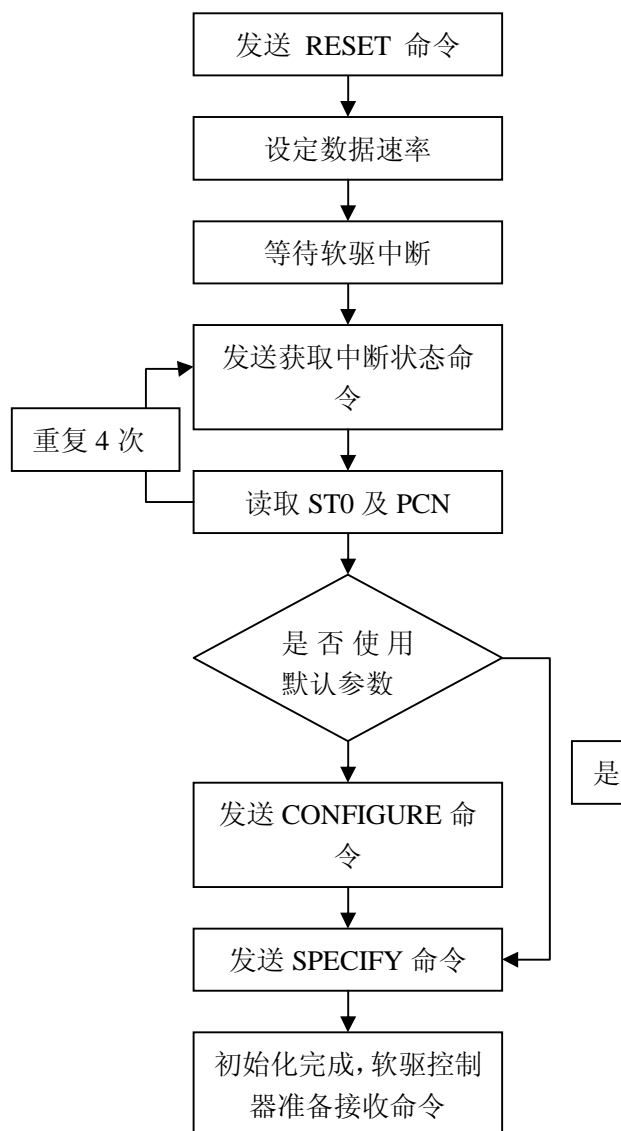 发送 RESET 命令
设定数据速率
等待软驱中断
发送获取中断状态命
令
重复 4 次
读取 ST0 及 PCN
是否使用
默认参数
是
发送 CONFIGURE 命
令
发送 SPECIFY 命令
初始化完成，软驱控制
器准备接收命令